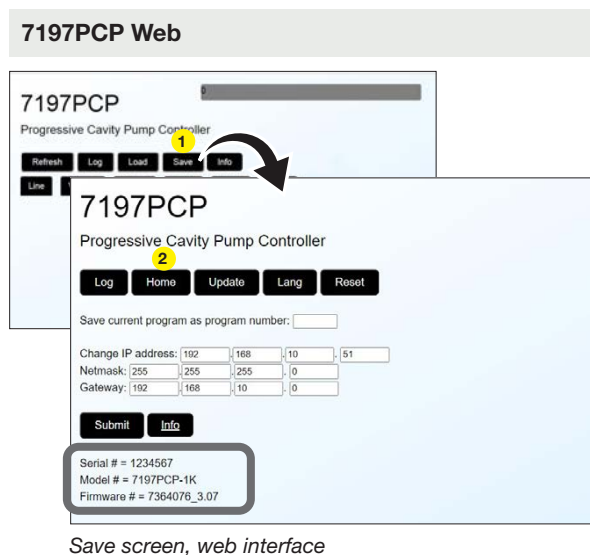 7197PCP Web
0
7197PCP
Progressive Cavity Pump Controller
1
Refresh Log Load Save Info
Line
7197PCP
Progressive Cavity Pump Controller
2
Log Home Update Lang Reset
Save current program as program number:
Change IP address: 192 . 168 . 10 . 51
Netmask: 255 . 255 . 255 . 0
Gateway: 192 . 168 . 10 . 0
Submit Info
Serial # = 1234567
Model # = 7197PCP-1K
Firmware # = 7364076_3.07
Save screen, web interface